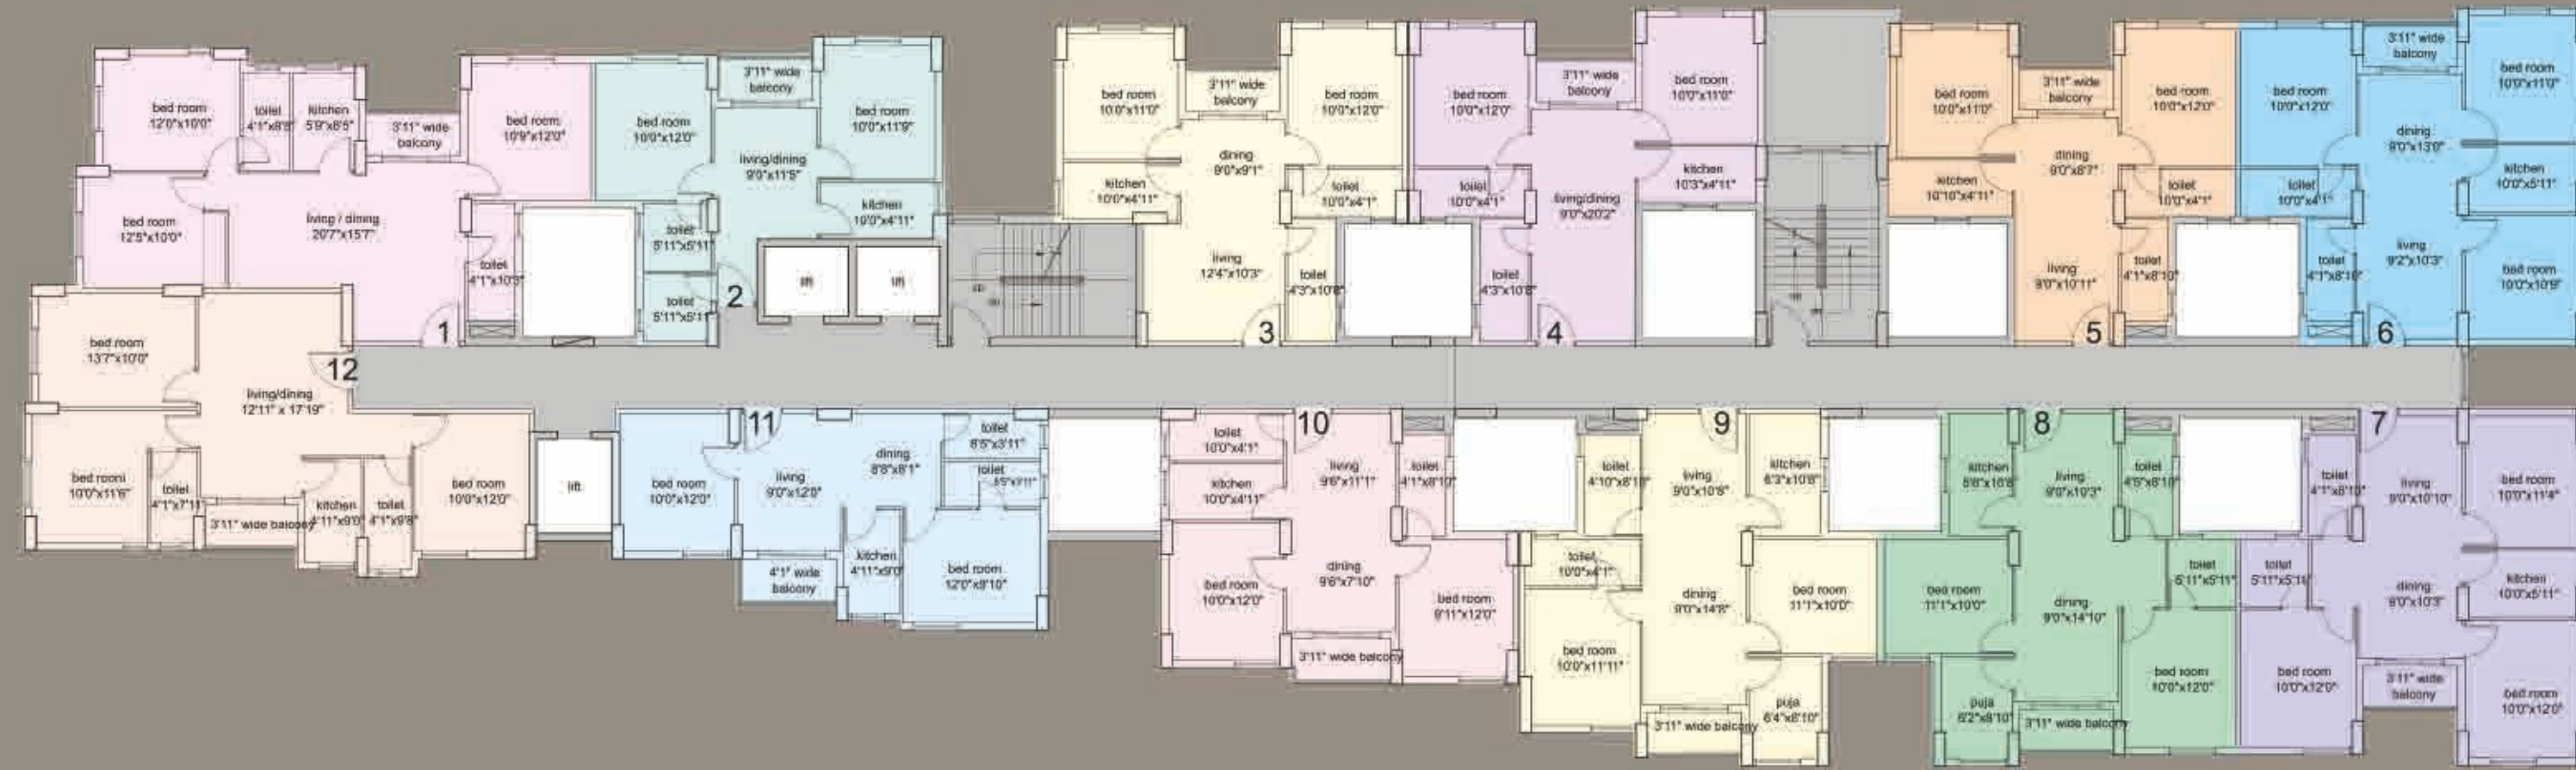 bed room
12'0"x10'0"
toilet
4'1"x8'5"
kitchen
5'9"x8'5"
3'11" wide
balcony
bed room
10'9"x12'0"
bed room
12'5"x10'0"
living / dining
20'7"x15'7"
toilet
4'1"x10'3"
1
bed room
10'0"x12'0"
3'11" wide
balcony
bed room
10'0"x11'9"
living/dining
9'0"x11'5"
kitchen
10'0"x4'11"
toilet
5'11"x5'11"
toilet
5'11"x5'11"
2
lift
lift
bed room
10'0"x11'0"
3'11" wide
balcony
bed room
10'0"x12'0"
dining
9'0"x9'1"
kitchen
10'0"x4'11"
toilet
10'0"x4'1"
living
12'4"x10'3"
toilet
4'3"x10'8"
3
bed room
10'0"x12'0"
3'11" wide
balcony
bed room
10'0"x11'0"
toilet
10'0"x4'1"
kitchen
10'3"x4'11"
living/dining
9'0"x20'2"
toilet
4'3"x10'8"
4
bed room
10'0"x11'0"
3'11" wide
balcony
bed room
10'0"x12'0"
dining
9'0"x8'7"
kitchen
10'10"x4'11"
toilet
10'0"x4'1"
living
9'0"x10'11"
toilet
4'1"x8'10"
5
bed room
10'0"x12'0"
3'11" wide
balcony
bed room
10'0"x11'0"
dining
9'0"x13'0"
kitchen
10'0"x5'11"
toilet
10'0"x4'1"
living
9'2"x10'3"
toilet
4'1"x8'10"
bed room
10'0"x10'9"
6
bed room
13'7"x10'0"
12
living/dining
12'11" x 17'19"
bed room
10'0"x11'6"
toilet
4'1"x7'11"
3'11" wide balcony
kitchen
4'11"x9'0"
toilet
4'1"x9'8"
bed room
10'0"x12'0"
lift
11
bed room
10'0"x12'0"
living
9'0"x12'0"
dining
8'8"x8'1"
toilet
8'5"x3'11"
toilet
4'1" wide
balcony
kitchen
4'11"x9'0"
bed room
12'0"x9'10"
10
toilet
10'0"x4'1"
kitchen
10'0"x4'11"
living
9'6"x11'1"
toilet
4'1"x8'10"
bed room
10'0"x12'0"
dining
9'6"x7'10"
bed room
9'11"x12'0"
3'11" wide balcony
9
toilet
4'10"x8'10"
living
9'0"x10'8"
kitchen
6'3"x10'8"
toilet
10'0"x4'1"
dining
9'0"x14'8"
bed room
11'1"x10'0"
bed room
10'0"x11'11"
puja
6'4"x8'10"
3'11" wide balcony
8
kitchen
5'8"x10'8"
living
9'0"x10'3"
toilet
4'5"x8'10"
bed room
11'1"x10'0"
dining
9'0"x14'10"
toilet
5'11"x5'11"
puja
6'2"x8'10"
3'11" wide balcony
bed room
10'0"x12'0"
7
toilet
4'1"x8'10"
living
9'0"x10'10"
bed room
10'0"x11'4"
toilet
5'11"x5'11"
dining
9'0"x10'3"
kitchen
10'0"x5'11"
bed room
10'0"x12'0"
3'11" wide
balcony
bed room
10'0"x12'0"